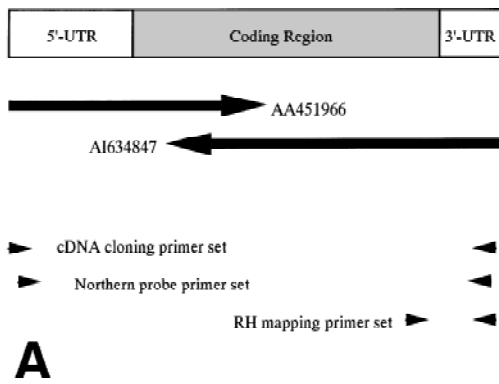 5'-UTR Coding Region 3'-UTR
AA451966
AI634847
cDNA cloning primer set
Northern probe primer set
RH mapping primer set
A